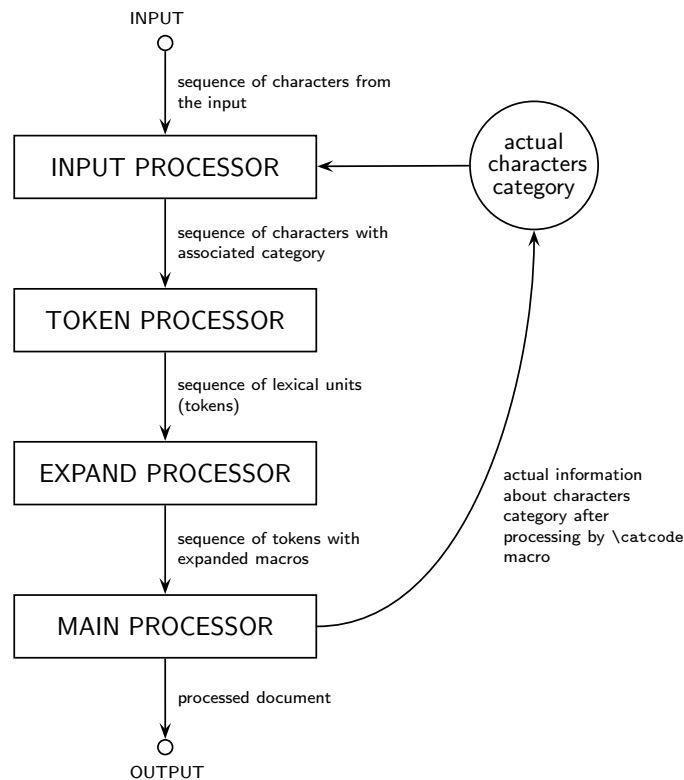 INPUT
sequence of characters from
the input
INPUT PROCESSOR
actual
characters
category
sequence of characters with
associated category
TOKEN PROCESSOR
sequence of lexical units
(tokens)
EXPAND PROCESSOR
actual information
about characters
category after
processing by \catcode
macro
sequence of tokens with
expanded macros
MAIN PROCESSOR
processed document
OUTPUT